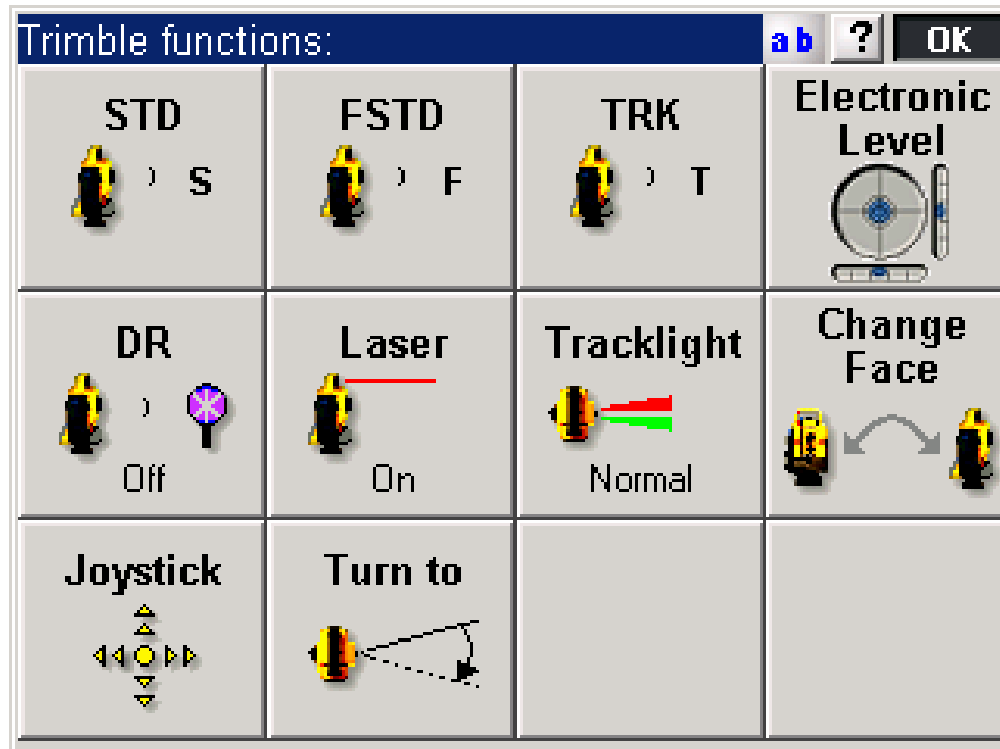 Trimble functions:
ab ? OK
STD
S
FSTD
F
TRK
T
Electronic
Level
DR
Off
Laser
On
Tracklight
Normal
Change
Face
Joystick
Turn to